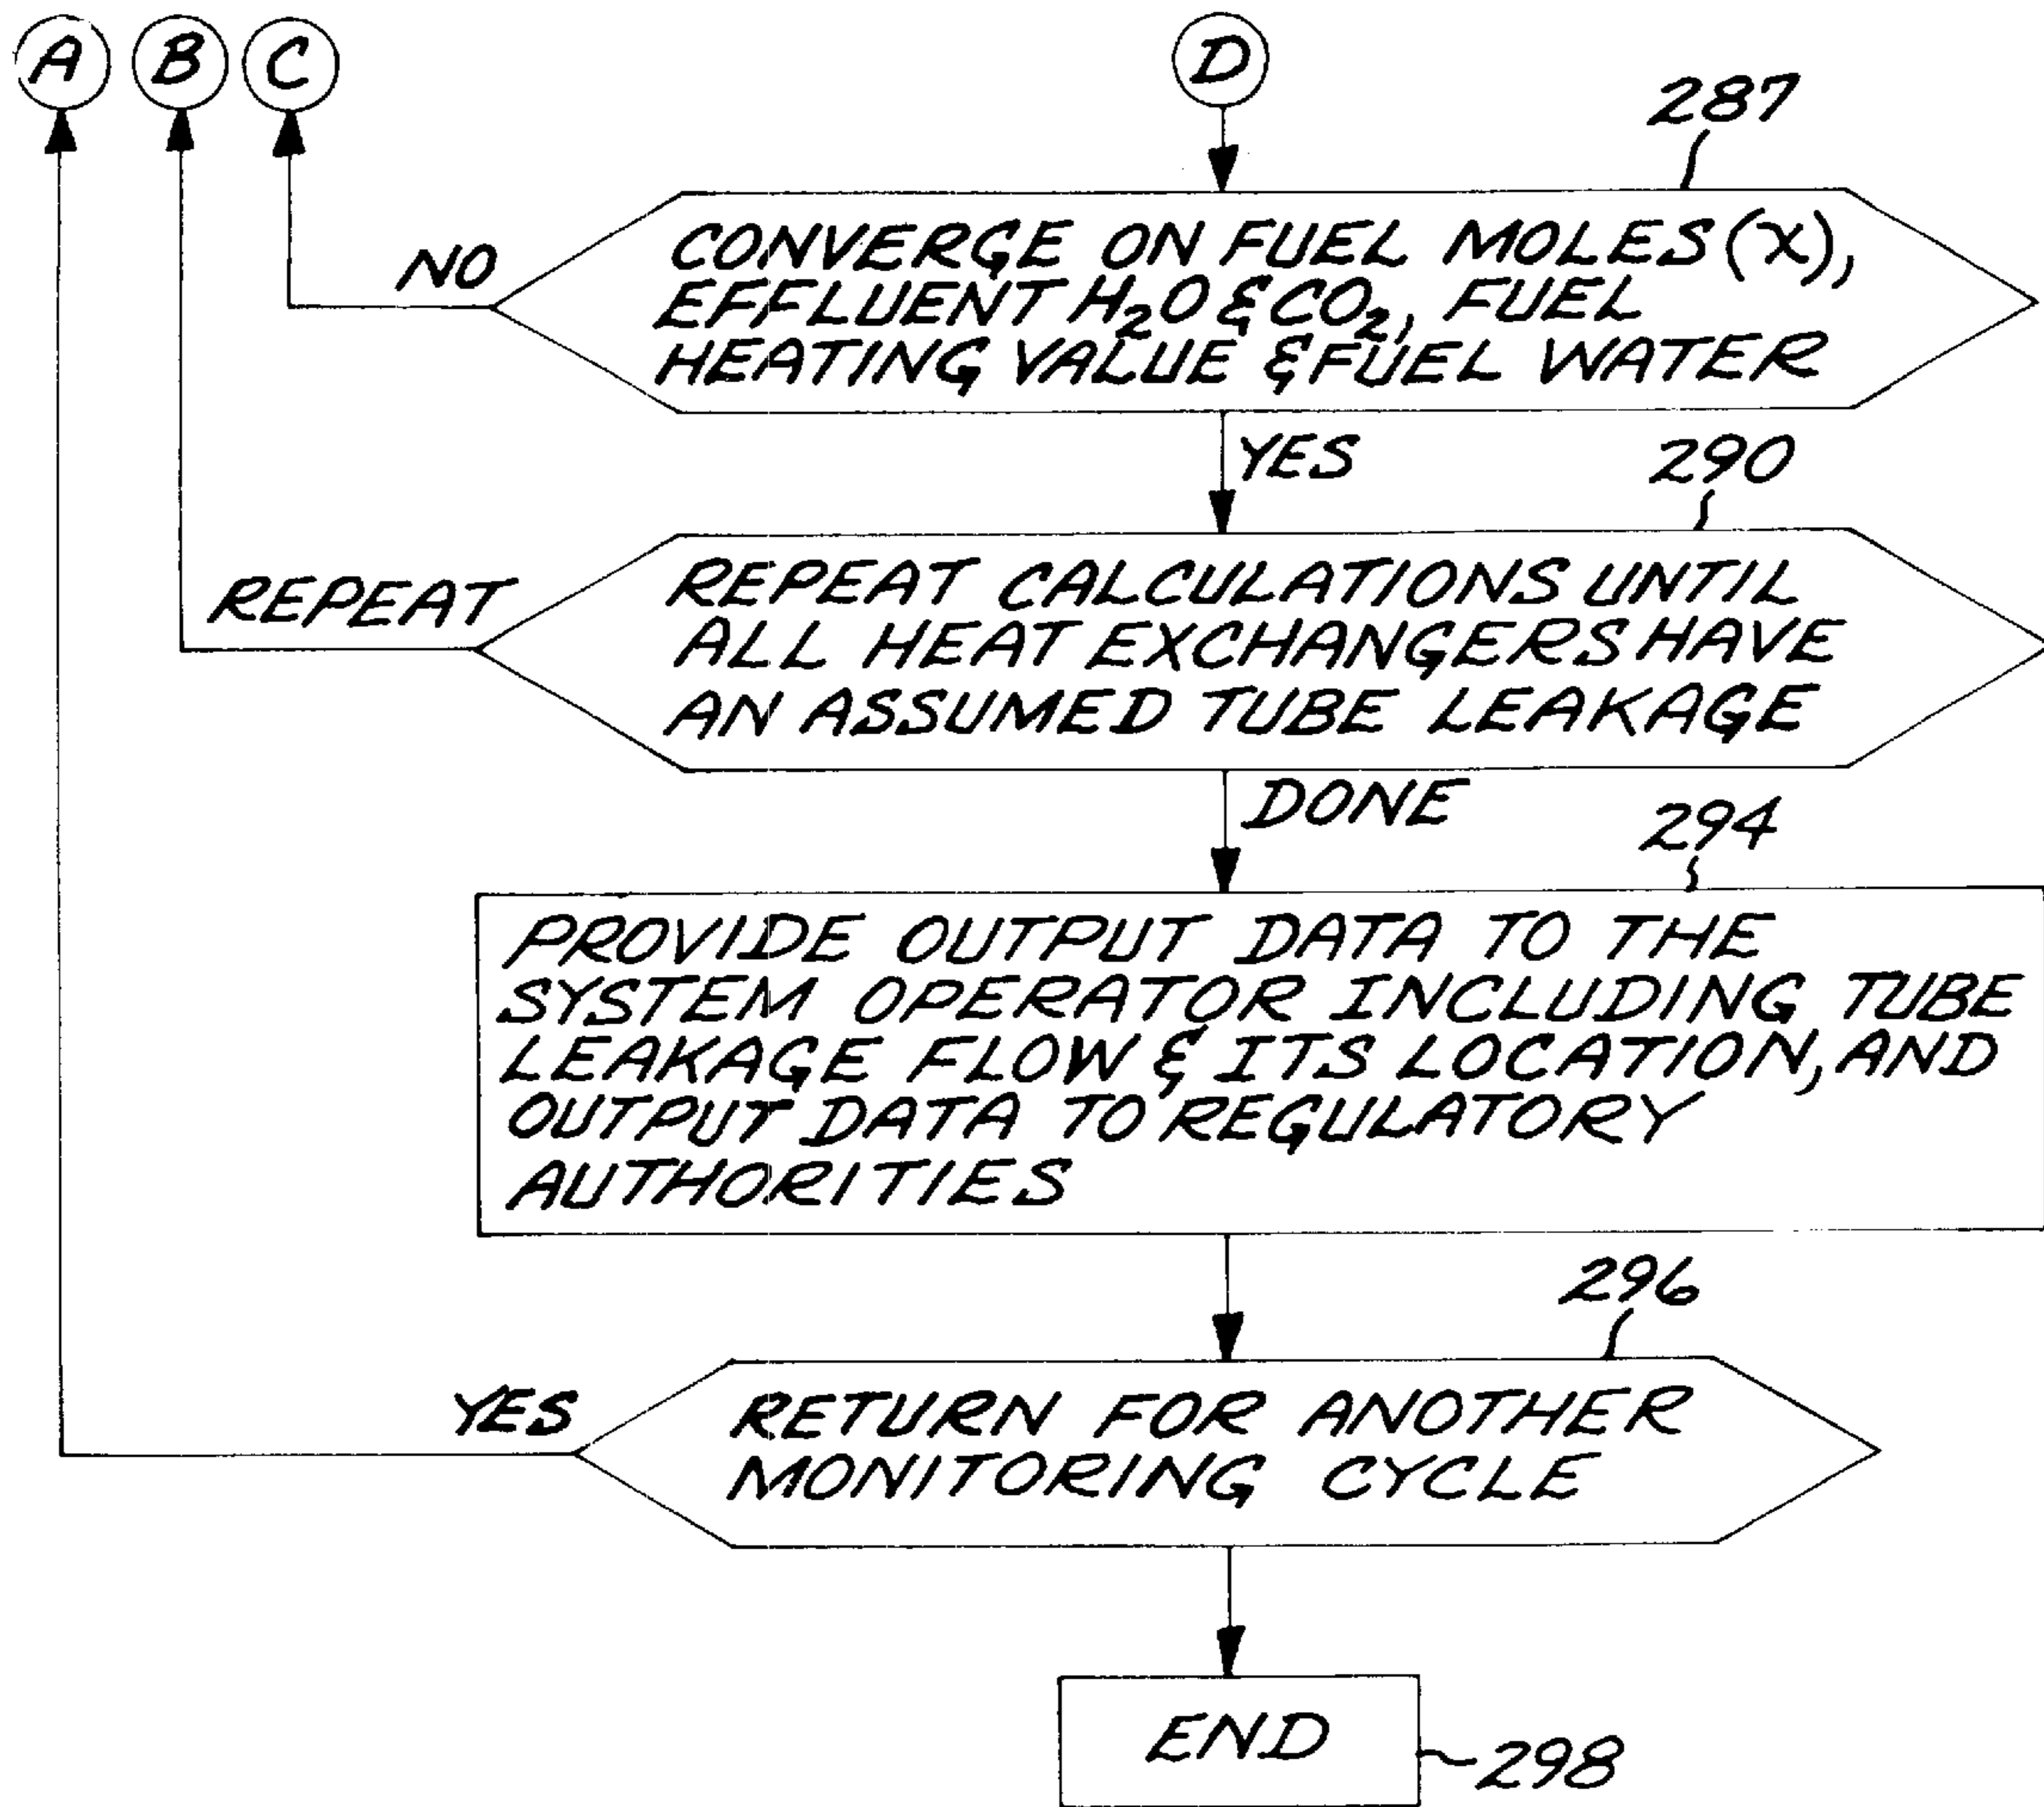 A B C D
287
NO
CONVERGE ON FUEL MOLES (X),
EFFLUENT H₂O & CO₂, FUEL
HEATING VALUE & FUEL WATER
YES
290
REPEAT
REPEAT CALCULATIONS UNTIL
ALL HEAT EXCHANGERS HAVE
AN ASSUMED TUBE LEAKAGE
DONE
294
PROVIDE OUTPUT DATA TO THE
SYSTEM OPERATOR INCLUDING TUBE
LEAKAGE FLOW & ITS LOCATION, AND
OUTPUT DATA TO REGULATORY
AUTHORITIES
296
YES
RETURN FOR ANOTHER
MONITORING CYCLE
END
298